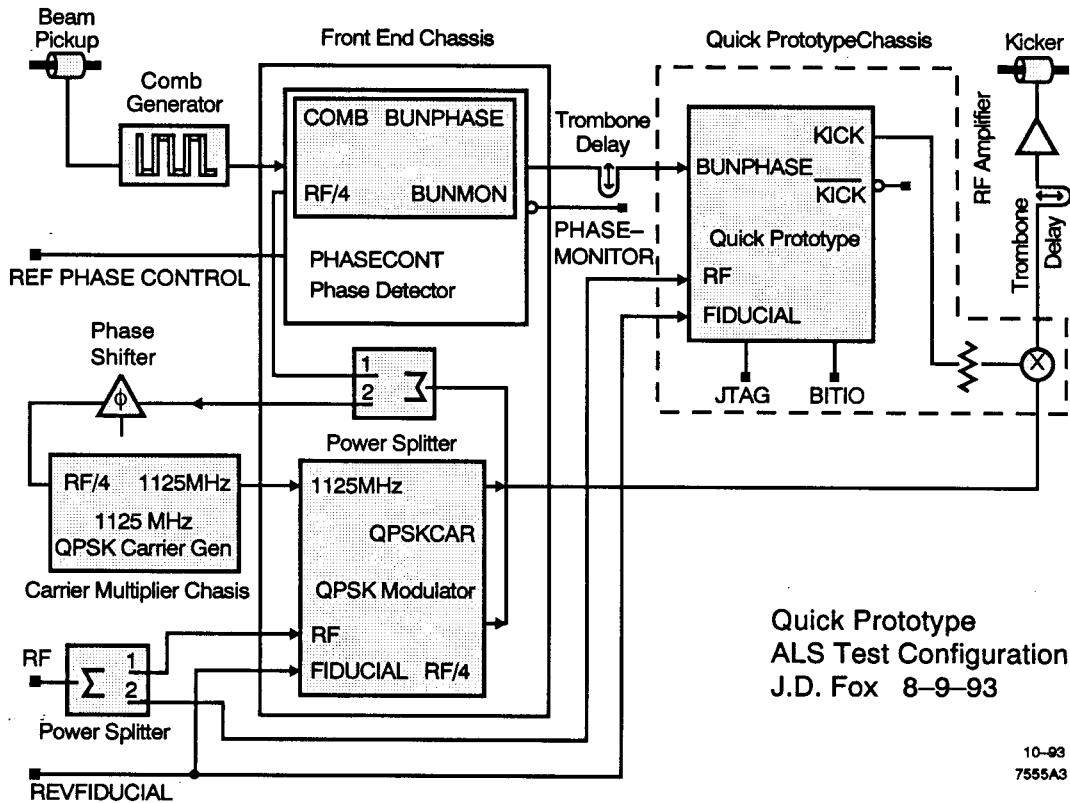 Beam
Pickup
Front End Chassis
Quick PrototypeChassis
Kicker
Comb
Generator
COMB BUNPHASE
RF/4 BUNMON
PHASECONT
Phase Detector
Trombone
Delay
PHASE–
MONITOR
KICK
BUNPHASE
KICK
Quick Prototype
RF
FIDUCIAL
JTAG
BITIO
RF Amplifier
Trombone
Delay
X
REF PHASE CONTROL
Phase
Shifter
ϕ
1
2
Σ
Power Splitter
RF/4 1125MHz
1125 MHz
QPSK Carrier Gen
Carrier Multiplier Chasis
1125MHz
QPSKCAR
QPSK Modulator
RF
FIDUCIAL RF/4
RF
Σ
1
2
Power Splitter
REVFIDUCIAL
Quick Prototype
ALS Test Configuration
J.D. Fox 8–9–93
10–93
7555A3